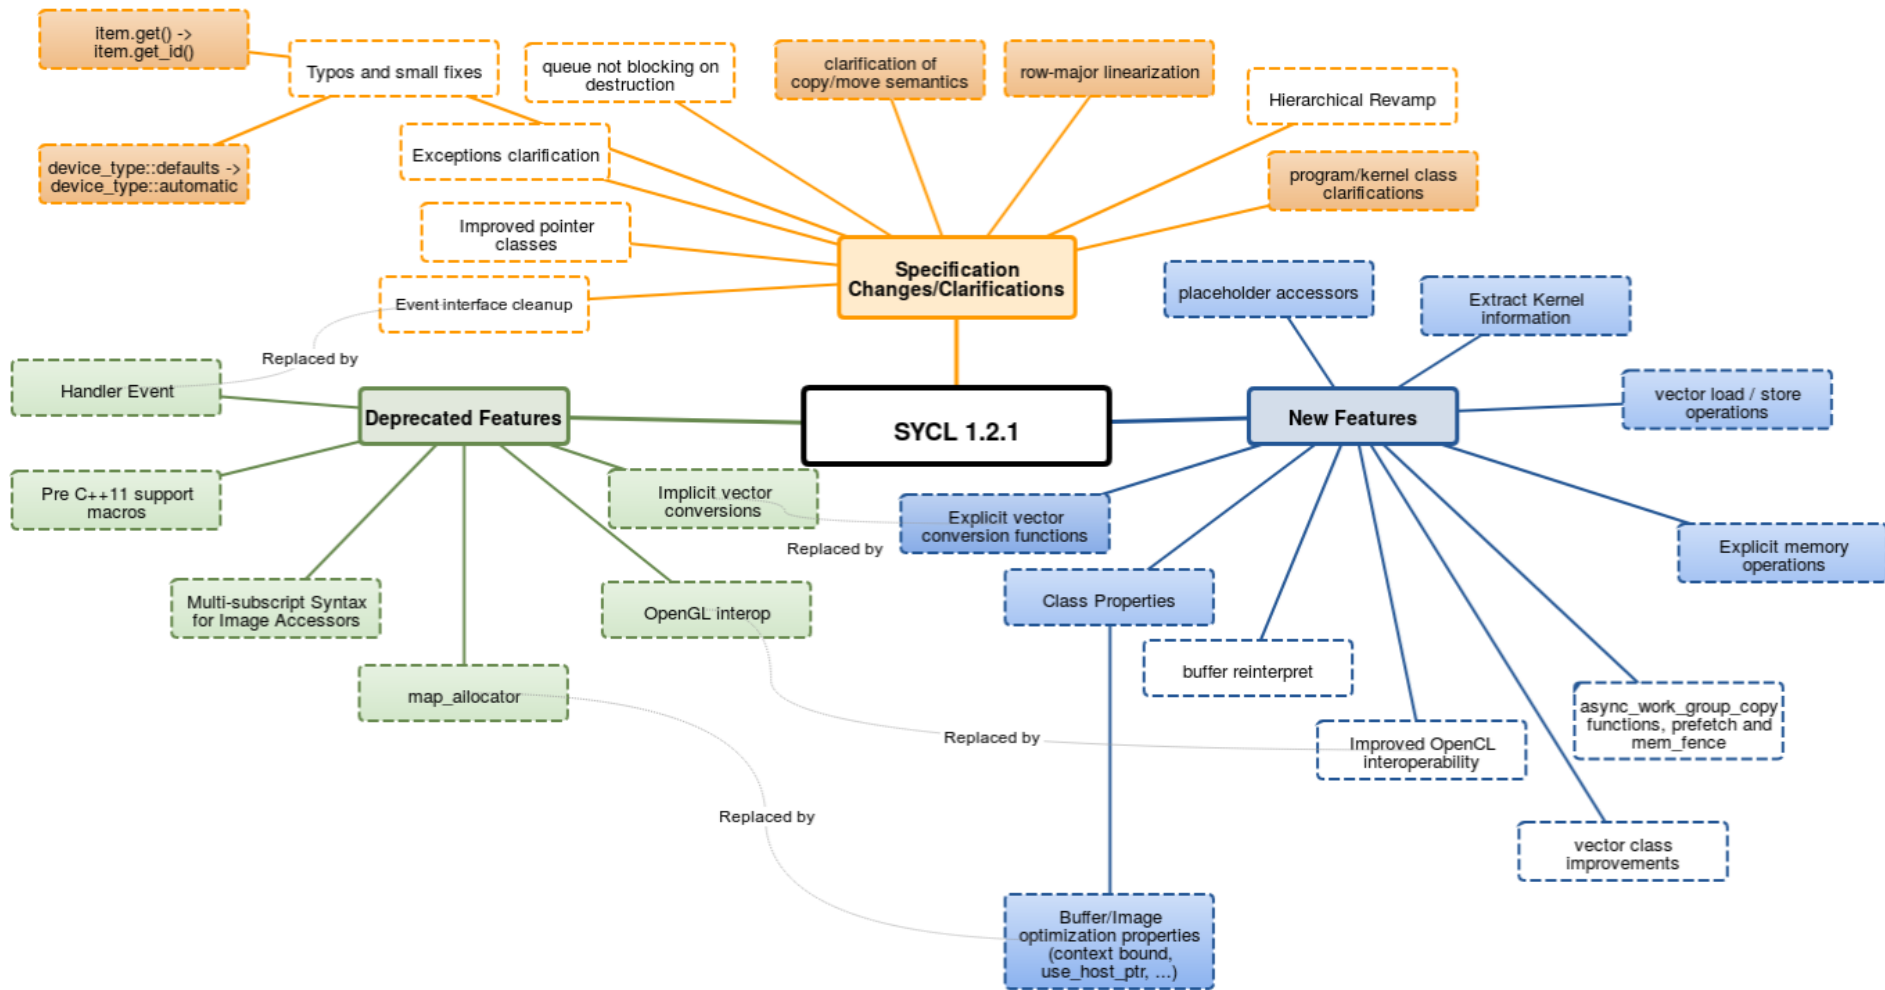 item.get() ->
item.get_id()
Typos and small fixes
queue not blocking on
destruction
clarification of
copy/move semantics
row-major linearization
Hierarchical Revamp
device_type::defaults ->
device_type::automatic
Exceptions clarification
program/kernel class
clarifications
Improved pointer
classes
Specification
Changes/Clarifications
Event interface cleanup
placeholder accessors
Extract Kernel
information
Replaced by
Handler Event
Deprecated Features
SYCL 1.2.1
New Features
vector load / store
operations
Pre C++11 support
macros
Implicit vector
conversions
Replaced by
Explicit vector
conversion functions
Explicit memory
operations
Multi-subscript Syntax
for Image Accessors
OpenGL interop
Class Properties
map_allocator
buffer reinterpret
Replaced by
Improved OpenCL
interoperability
async_work_group_copy
functions, prefetch and
mem_fence
Replaced by
vector class
improvements
Buffer/Image
optimization properties
(context bound,
use_host_ptr, ...)